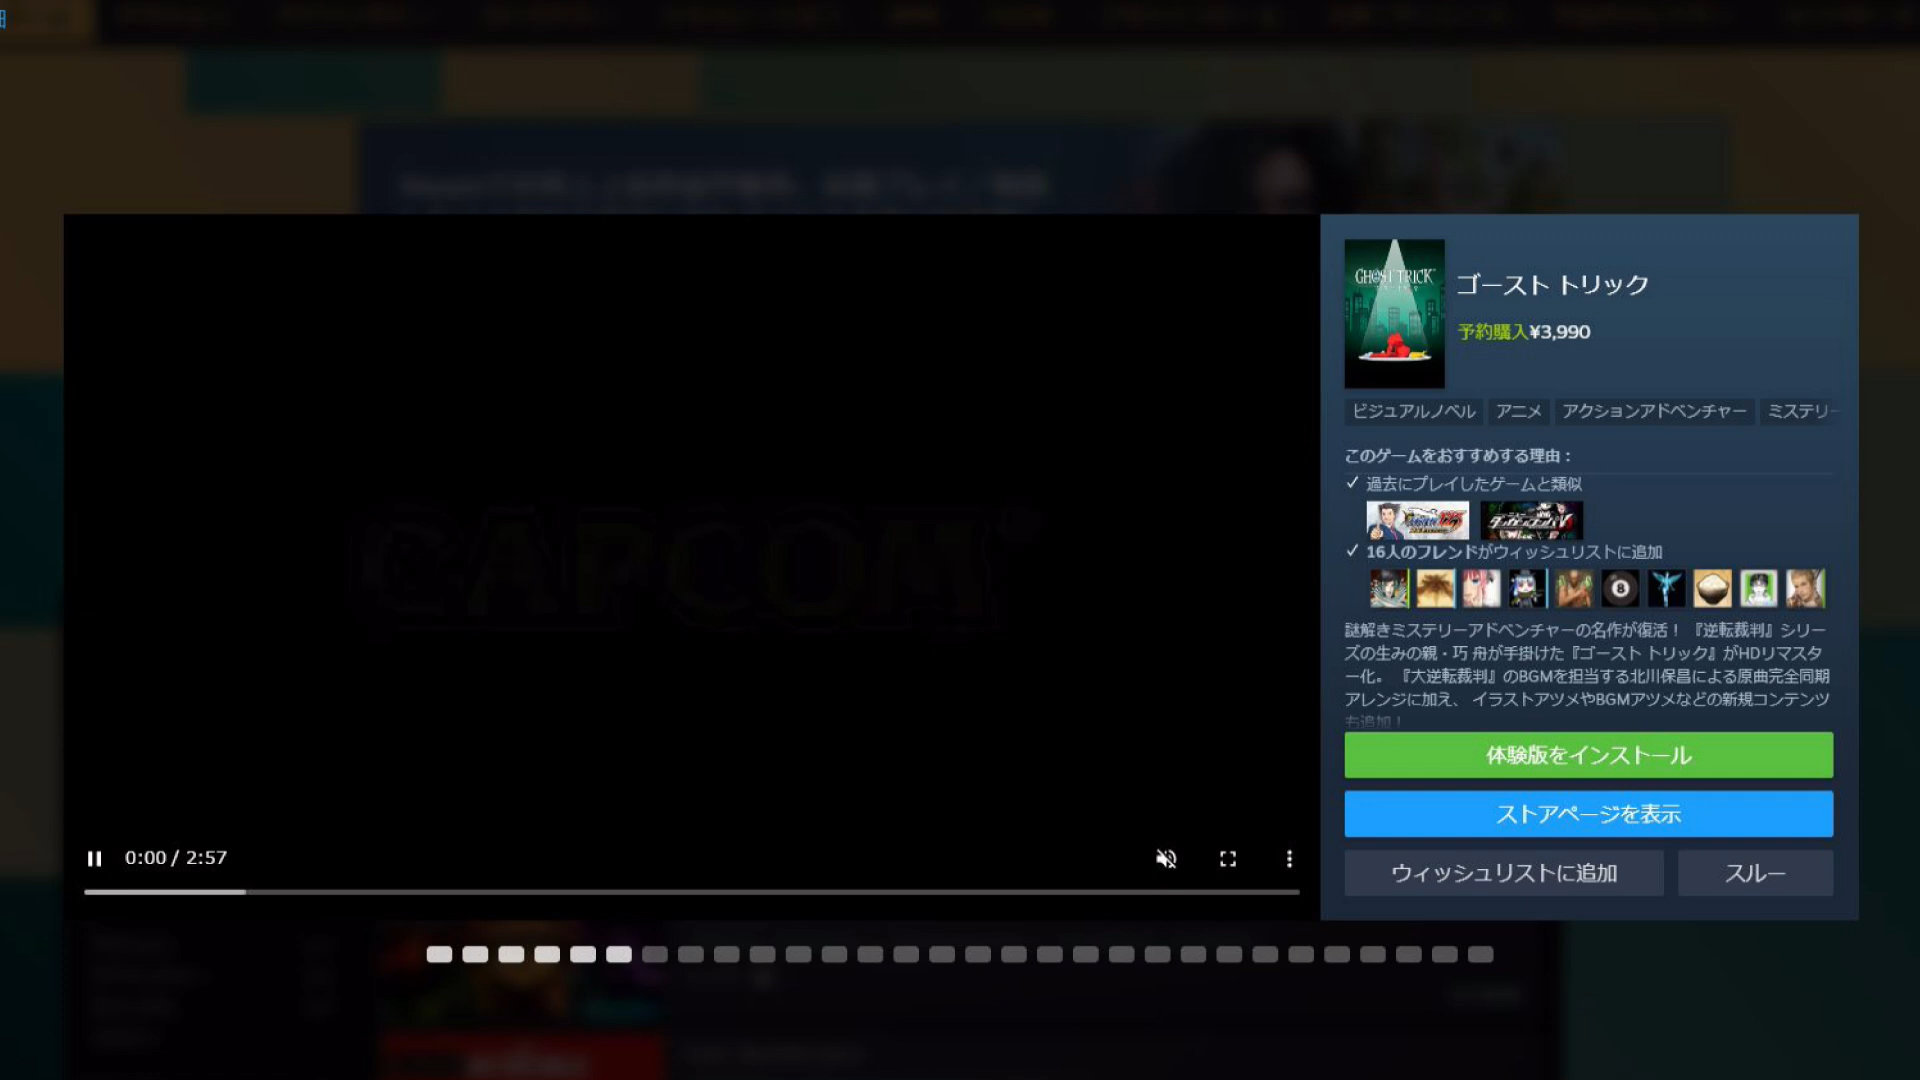 CAPCOM
0:00 / 2:57
GHOST TRICK
ゴースト トリック
予約購入¥3,990
ビジュアルノベル アニメ アクションアドベンチャー ミステリー
このゲームをおすすめする理由：
過去にプレイしたゲームと類似
16人のフレンドがウィッシュリストに追加
8
謎解きミステリーアドベンチャーの名作が復活！ 『逆転裁判』シリー
ズの生みの親・巧 舟が手掛けた『ゴースト トリック』がHDリマスタ
ー化。 『大逆転裁判』のBGMを担当する北川保昌による原曲完全同期
アレンジに加え、 イラストアツメやBGMアツメなどの新規コンテンツ
も追加！
体験版をインストール
ストアページを表示
ウィッシュリストに追加 スルー